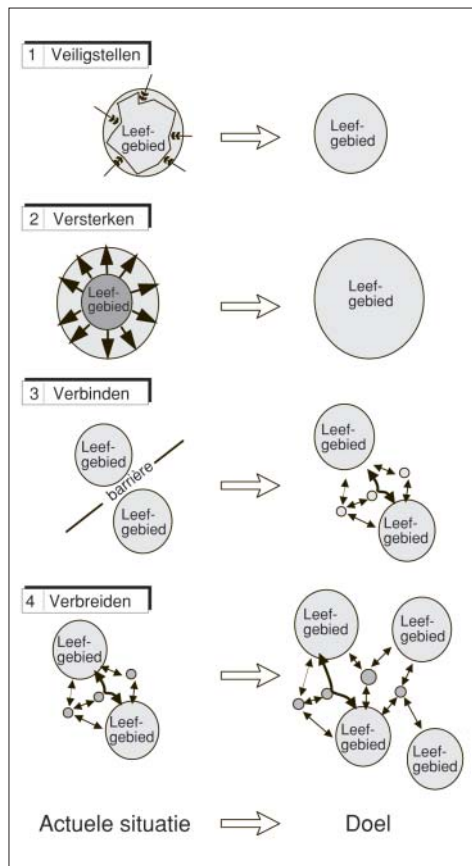 1 Veiligstellen
Leef-
gebied
Leef-
gebied
2 Versterken
Leef-
gebied
Leef-
gebied
3 Verbinden
Leef-
gebied
barrière
Leef-
gebied
Leef-
gebied
Leef-
gebied
4 Verbreiden
Leef-
gebied
Leef-
gebied
Leef-
gebied
Leef-
gebied
Leef-
gebied
Leef-
gebied
Actuele situatie
Doel